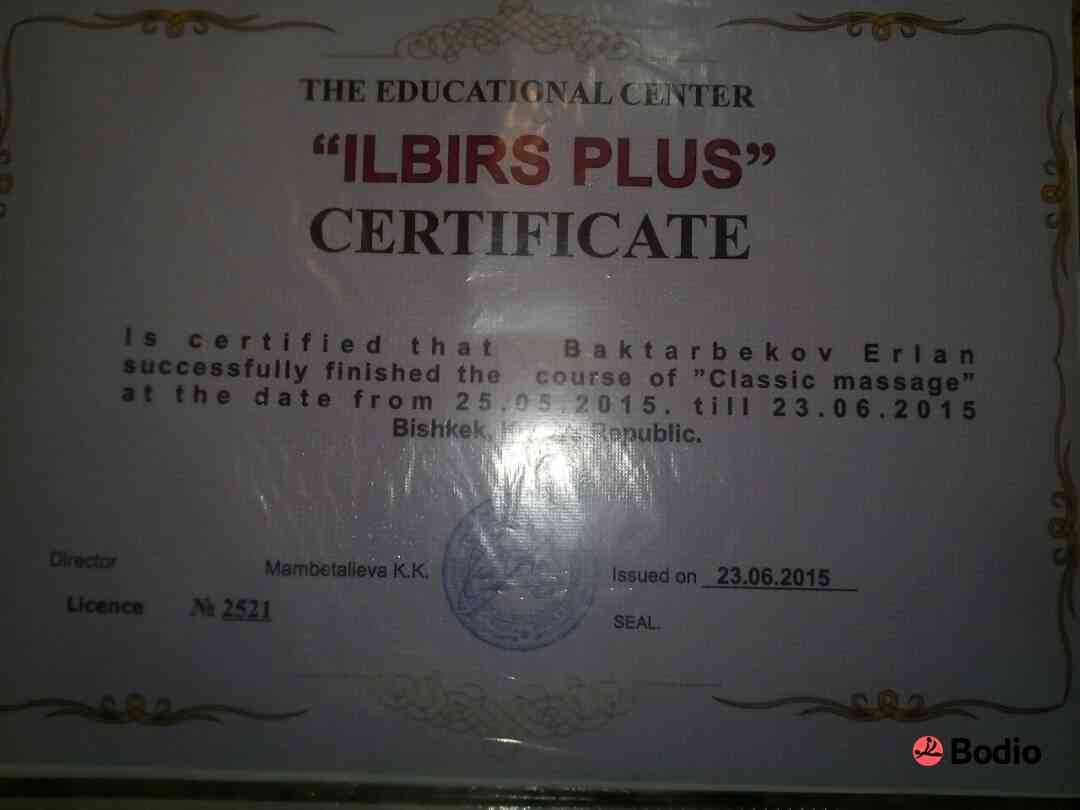 THE EDUCATIONAL CENTER
“ILBIRS PLUS”
CERTIFICATE
Is certified that Baktarbekov Erlan
successfully finished the course of ”Classic massage”
at the date from 25.05.2015. till 23.06.2015
Bishkek, Republic.
Director Mambetalieva K.K. Issued on 23.06.2015
Licence № 2521
SEAL.
Bodio